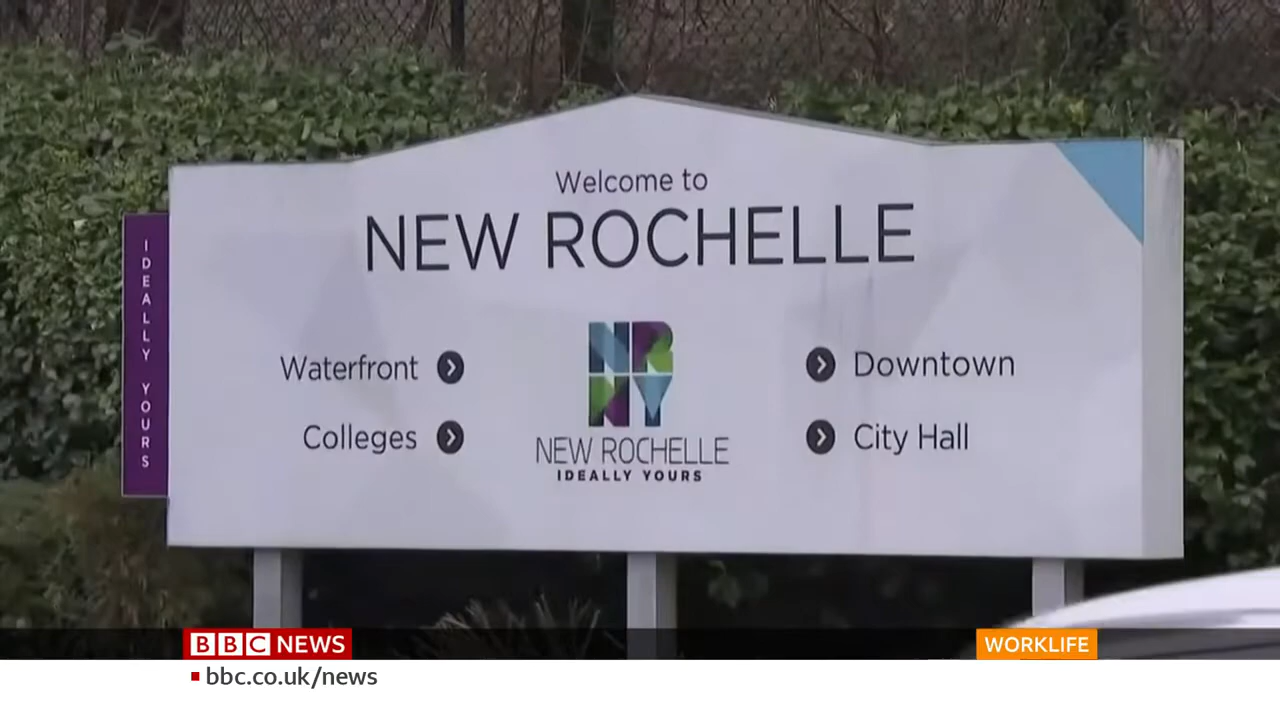 Welcome to
NEW ROCHELLE
IDEALLY YOURS
Waterfront
Colleges
NR
NY
NEW ROCHELLE
IDEALLY YOURS
Downtown
City Hall
BBC NEWS
WORKLIFE
bbc.co.uk/news